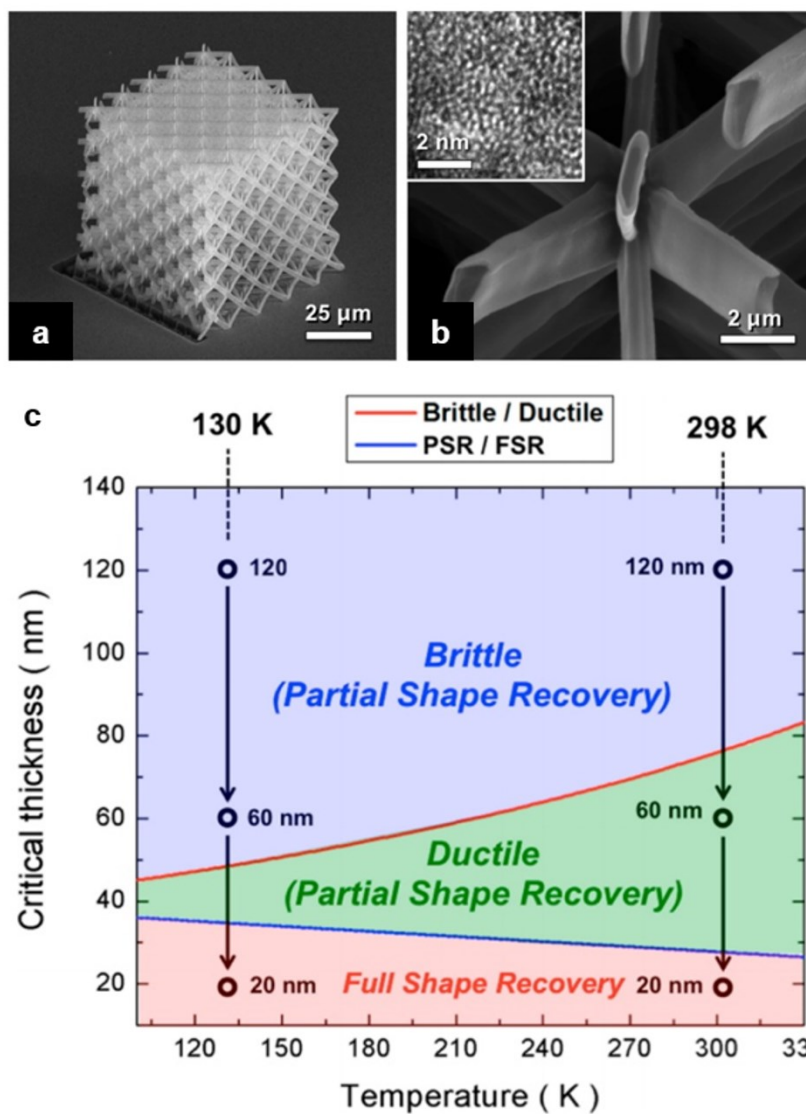 a
25 µm
2 nm
b
2 µm
c
Brittle / Ductile
PSR / FSR
130 K
298 K
Critical thickness ( nm )
140
120
100
80
60
40
20
120
120 nm
Brittle
(Partial Shape Recovery)
60 nm
60 nm
Ductile
(Partial Shape Recovery)
20 nm
Full Shape Recovery
20 nm
120
150
180
210
240
270
300
33
Temperature ( K )